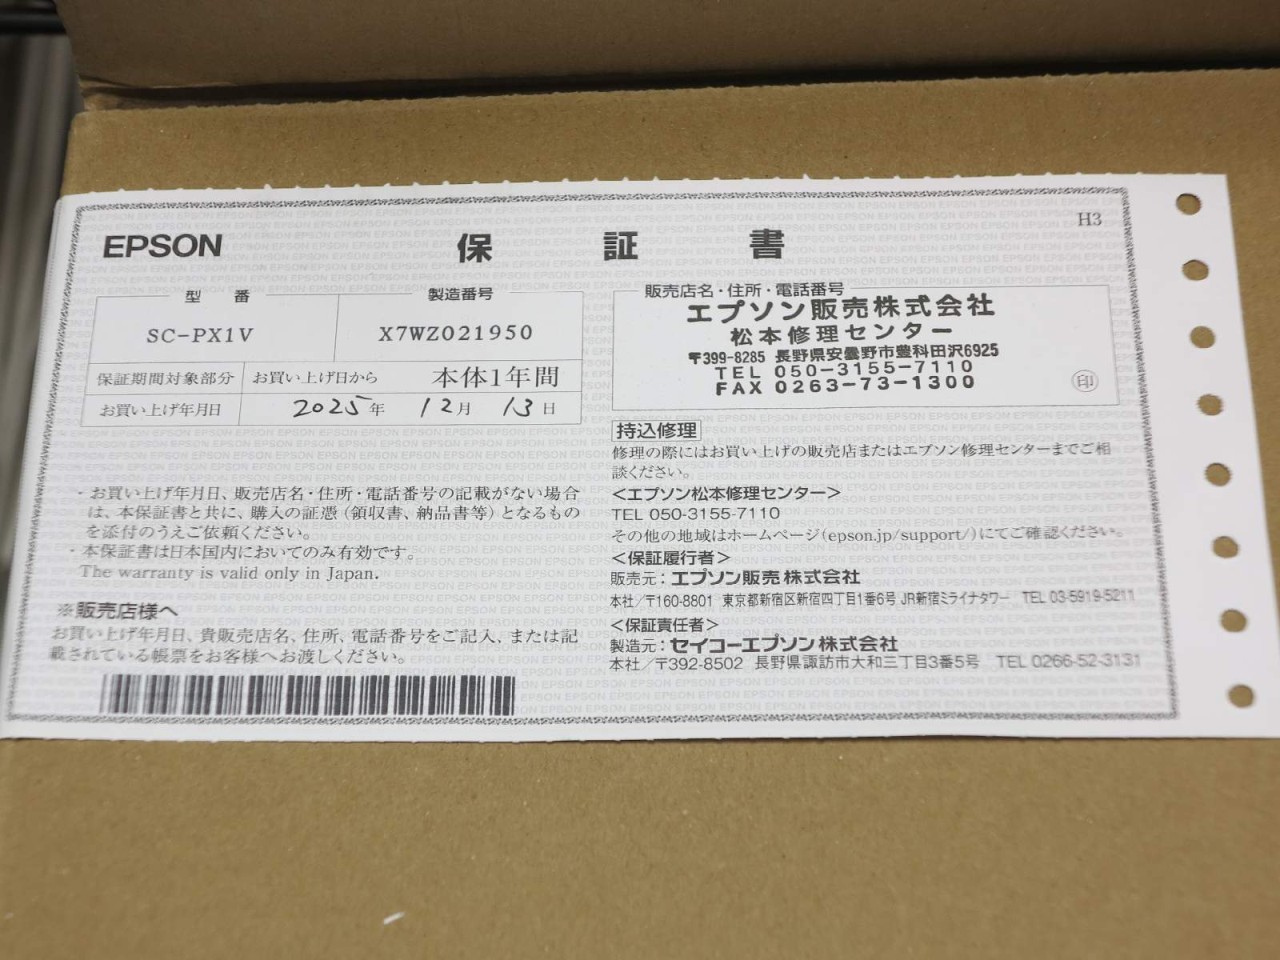 H3
EPSON 保証書
型番 製造番号
SC-PX1V X7WZ021950
保証期間対象部分 お買い上げ日から 本体1年間
お買い上げ年月日 2025年 12月 13日
・お買い上げ年月日、販売店名・住所・電話番号の記載がない場合
は、本保証書と共に、購入の証憑（領収書、納品書等）となるもの
を添付のうえご依頼ください。
・本保証書は日本国内においてのみ有効です。
The warranty is valid only in Japan.
※販売店様へ
お買い上げ年月日、貴販売店名、住所、電話番号をご記入、または記
載されている帳票をお客様へお渡しください。
販売店名・住所・電話番号
エプソン販売株式会社
松本修理センター
〒399-8285 長野県安曇野市豊科田沢6925
TEL 050-3155-7110
FAX 0263-73-1300
印
持込修理
修理の際にはお買い上げの販売店またはエプソン修理センターまでご相
談ください。
＜エプソン松本修理センター＞
TEL 050-3155-7110
その他の地域はホームページ(epson.jp/support/)にてご確認ください。
＜保証履行者＞
販売元：エプソン販売株式会社
本社／〒160-8801 東京都新宿区新宿四丁目1番6号 JR新宿ミライナタワー TEL 03-5919-5211
＜保証責任者＞
製造元：セイコーエプソン株式会社
本社／〒392-8502 長野県諏訪市大和三丁目3番5号 TEL 0266-52-3131